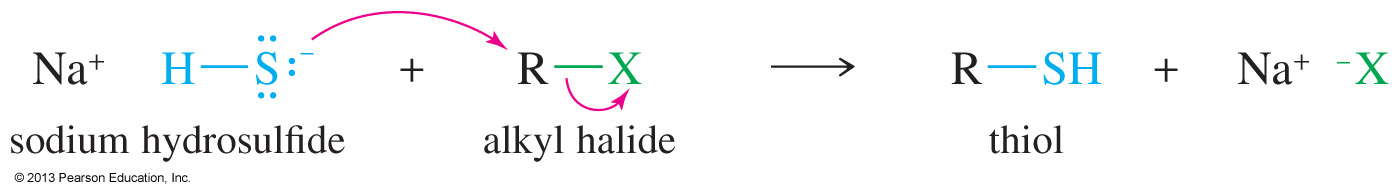 Na⁺ H—S:⁻ + R—X ⟶ R—SH + Na⁺ ⁻X
sodium hydrosulfide alkyl halide thiol
© 2013 Pearson Education, Inc.